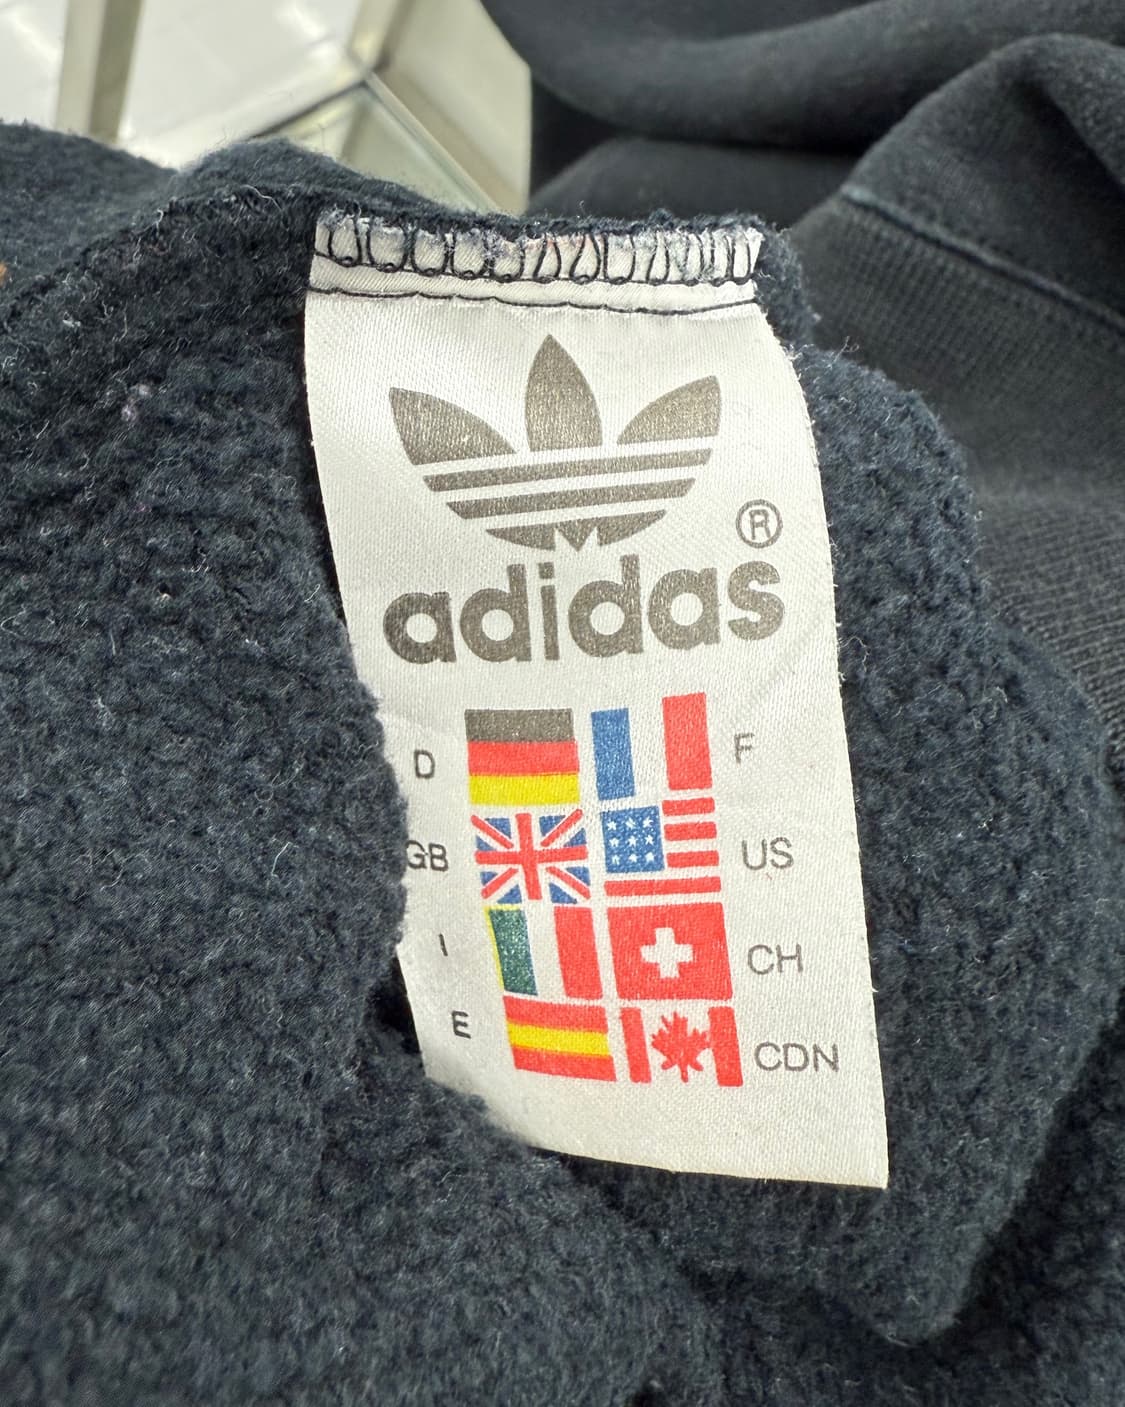 ®
adidas
D F
GB US
I CH
E CDN